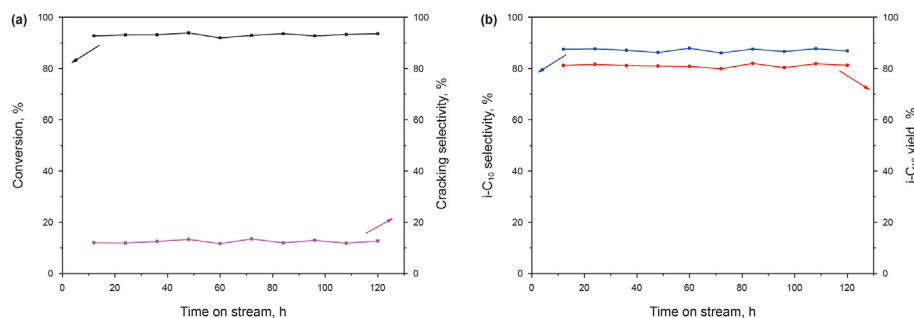 (a)
100
80
60
40
20
0
Conversion, %
100
80
60
40
20
0
Cracking selectivity, %
0 20 40 60 80 100 120
Time on stream, h
(b)
100
80
60
40
20
0
i-C₁₀ selectivity, %
100
80
60
40
20
0
i-C₁₀ yield, %
0 20 40 60 80 100 120
Time on stream, h